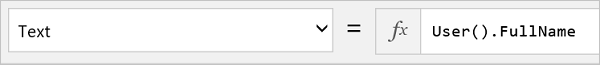 Text = fx User().FullName